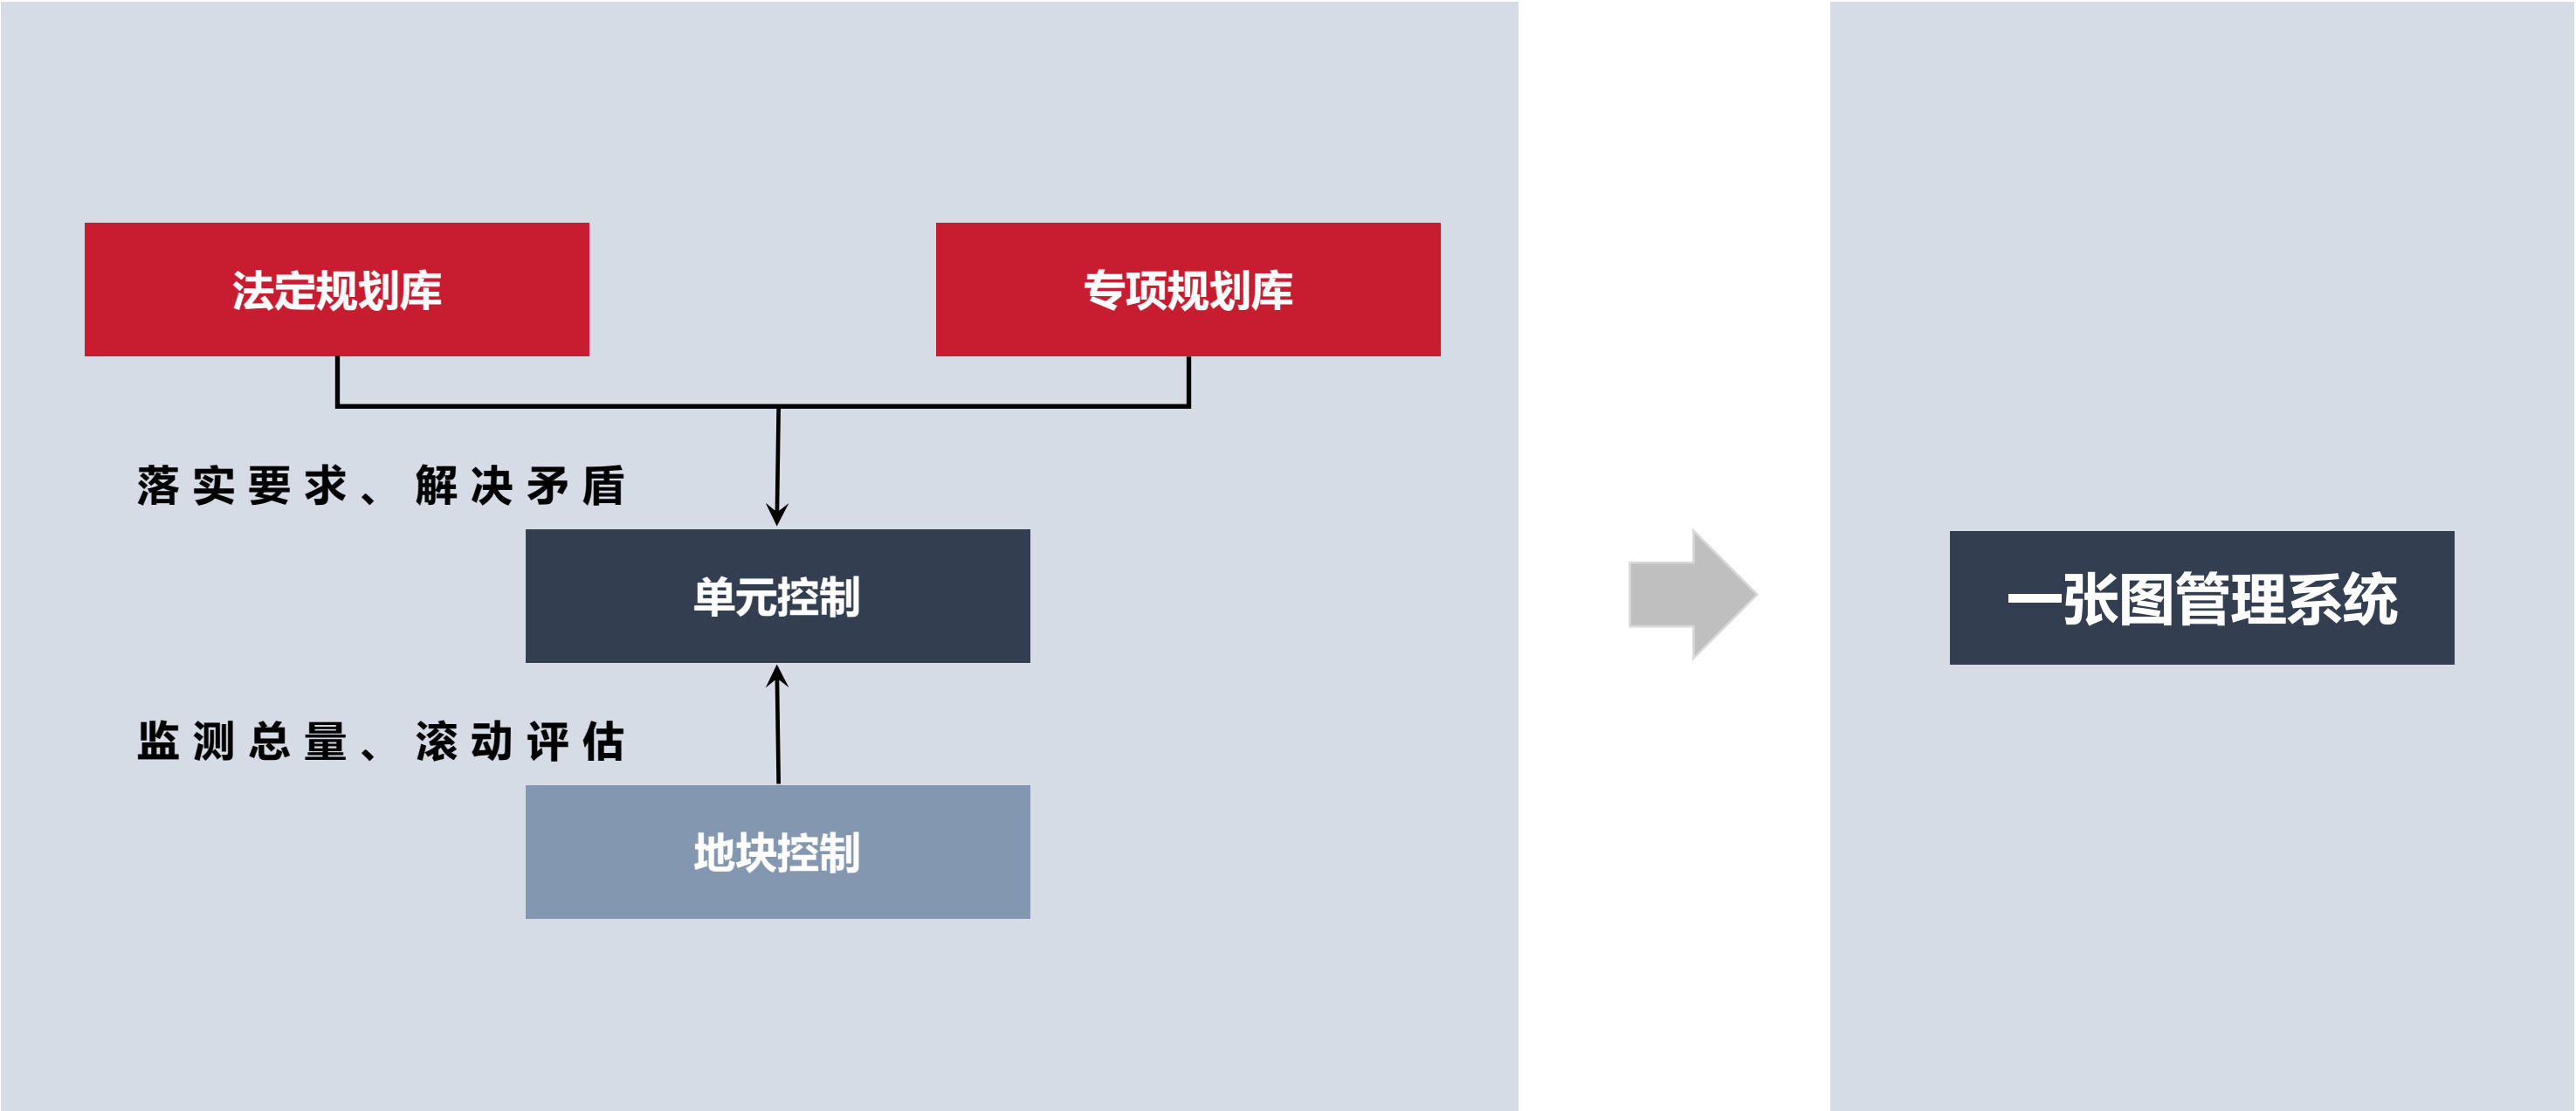 法定规划库
专项规划库
落实要求、解决矛盾
单元控制
一张图管理系统
监测总量、滚动评估
地块控制